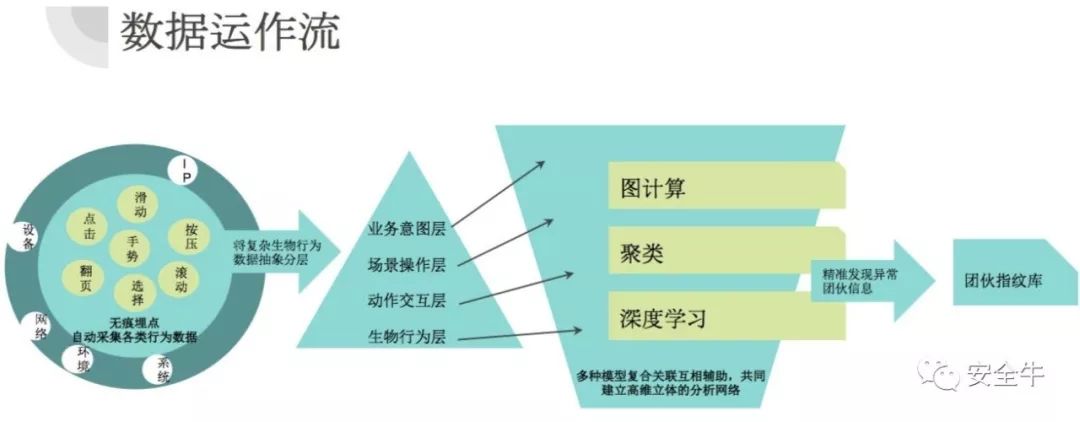 数据运作流
IP
设备
网络
环境
系统
滑动
点击
按压
手势
翻页
滚动
选择
无痕埋点
自动采集各类行为数据
将复杂生物行为
数据抽象分层
业务意图层
场景操作层
动作交互层
生物行为层
图计算
聚类
深度学习
多种模型复合关联互相辅助，共同
建立高维立体的分析网络
精准发现异常
团伙信息
团伙指纹库
安全牛